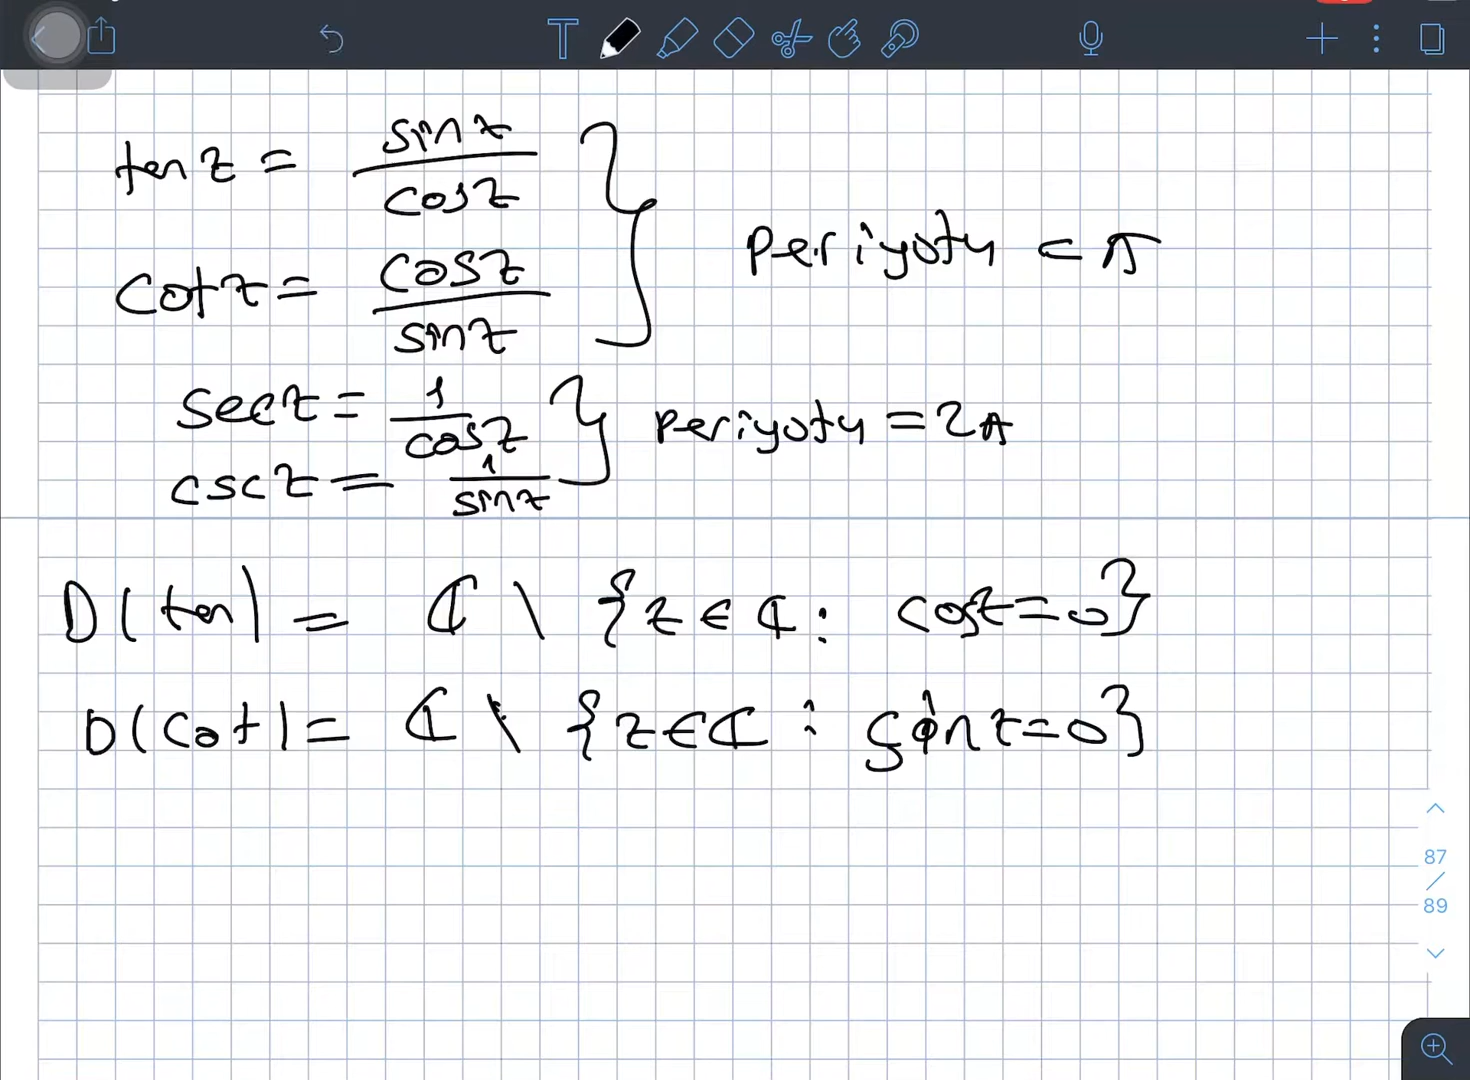 tan z = sin z / cos z
cot z = cos z / sin z
} periyotu = π
sec z = 1 / cos z
csc z = 1 / sin z
} periyotu = 2π
D(tan) = ℂ \ {z ∈ ℂ : cos z = 0}
D(cot) = ℂ \ {z ∈ ℂ : sin z = 0}
87
/
89